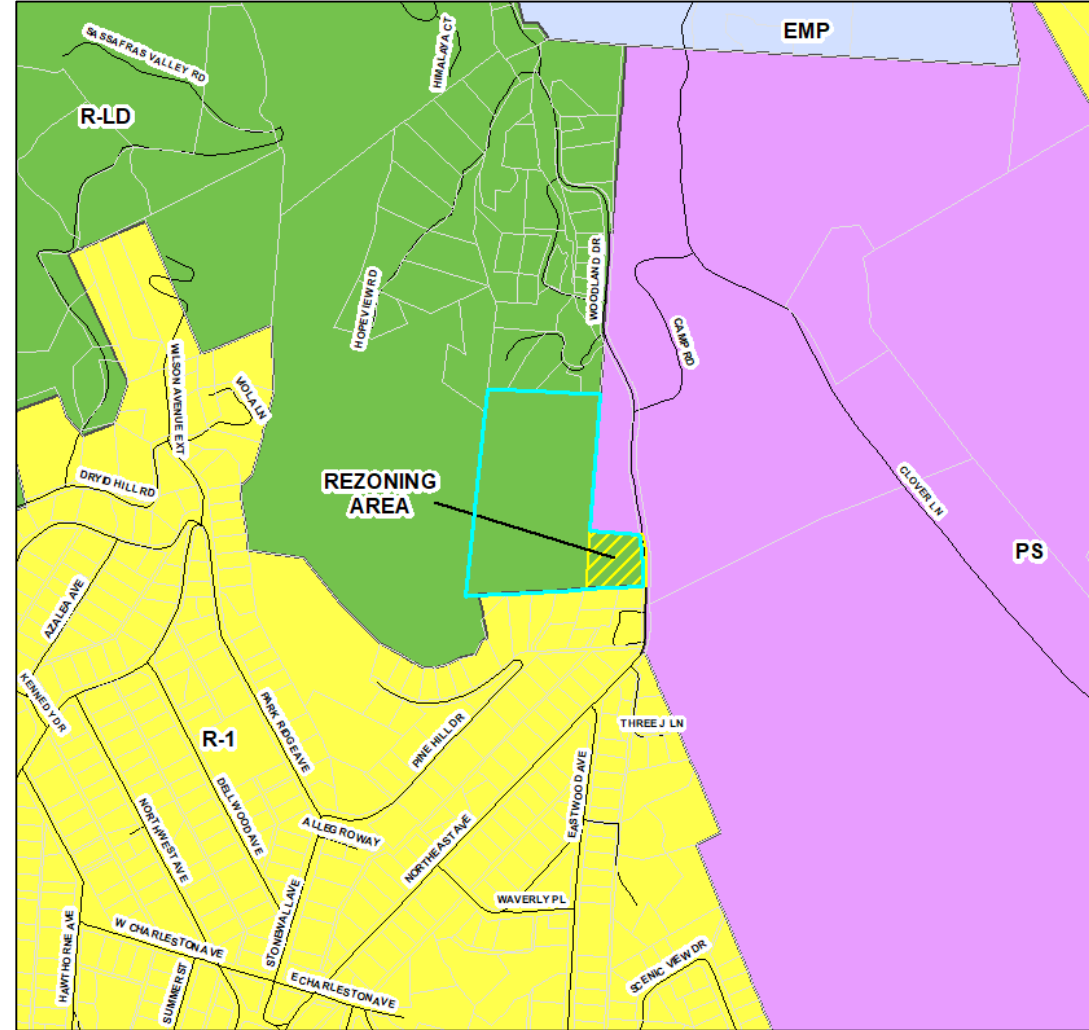 EMP
SASSAFRAS VALLEY RD
HIMALAYA CT
R-LD
HOPEVIEW RD
WOODLAND DR
CAMP RD
WILSON AVENUE EXT
MOLA LN
DRYID HILL RD
REZONING
AREA
CLOVER LN
PS
AZALEA AVE
KENNEDY DR
PARK RIDGE AVE
R-1
PINE HILL DR
THREE J LN
DELLWOOD AVE
NORTHWEST AVE
ALLEGRO WAY
NORTHEAST AVE
EASTWOOD AVE
WAVERLY PL
HAWTHORNE AVE
W CHARLESTON AVE
STONEWALL AVE
SUMMER ST
E CHARLESTON AVE
SCENIC VIEW DR